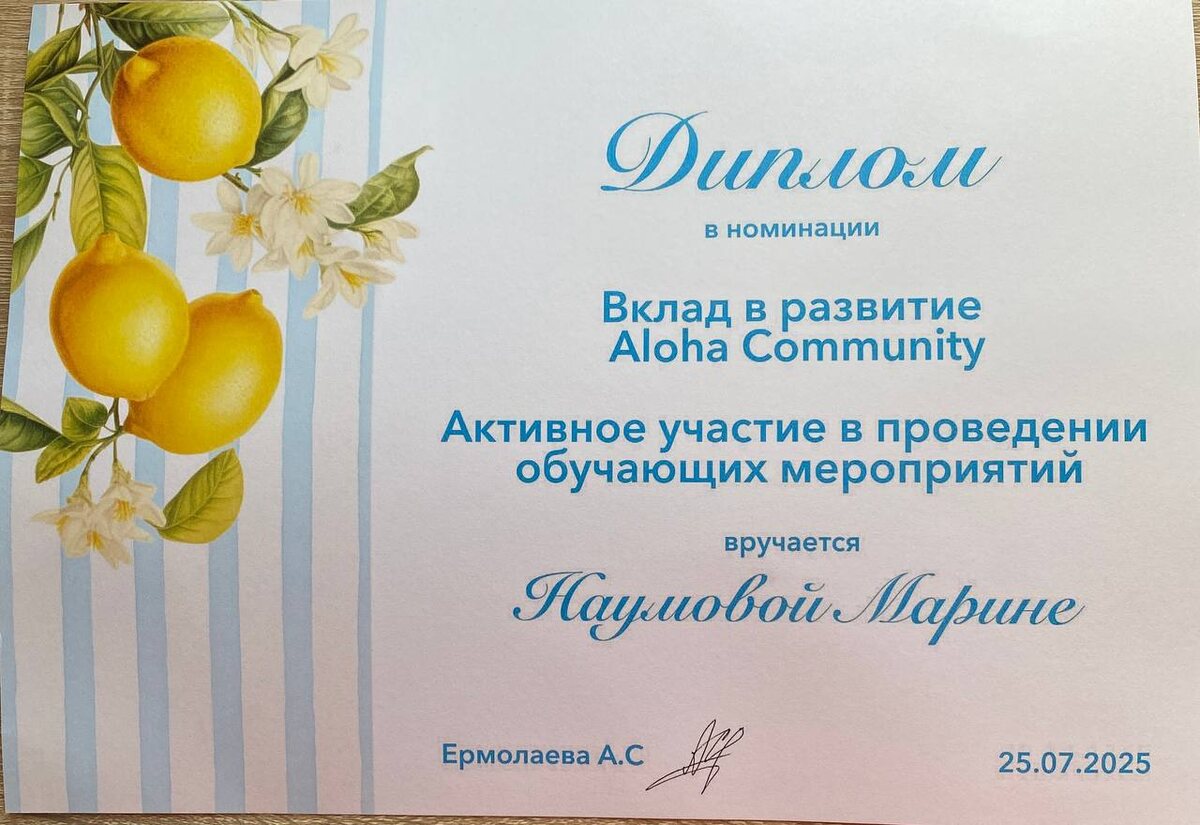 Диплом
в номинации
Вклад в развитие
Aloha Community
Активное участие в проведении
обучающих мероприятий
вручается
Наумовой Марине
Ермолаева А.С
25.07.2025